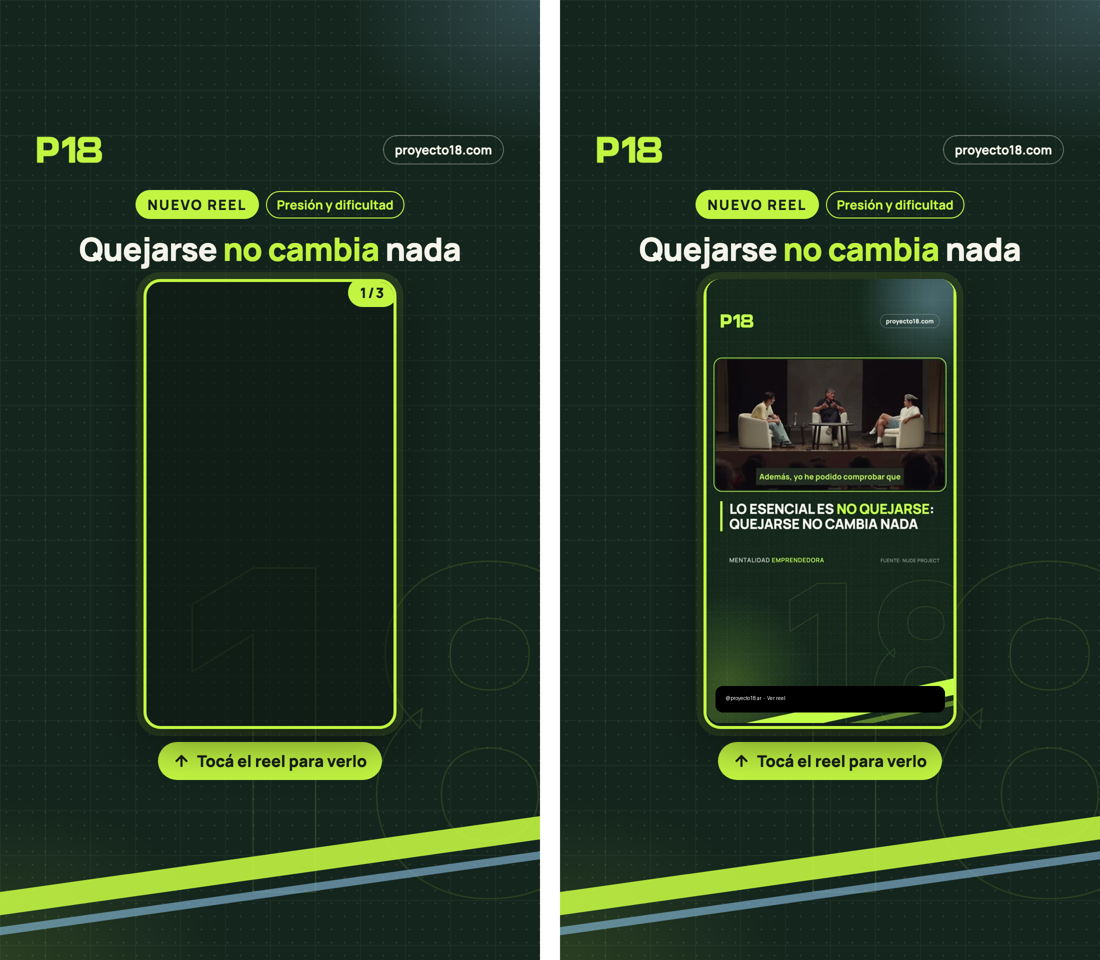 P18
proyecto18.com
NUEVO REEL
Presión y dificultad
Quejarse no cambia nada
1/3
↑ Tocá el reel para verlo
P18
proyecto18.com
NUEVO REEL
Presión y dificultad
Quejarse no cambia nada
P18
proyecto18.com
Además, yo he podido comprobar que
LO ESENCIAL ES NO QUEJARSE:
QUEJARSE NO CAMBIA NADA
MENTALIDAD EMPRENDEDORA
FUENTE: NUDE PROJECT
18
@proyecto18.ar · Ver reel
↑ Tocá el reel para verlo
18